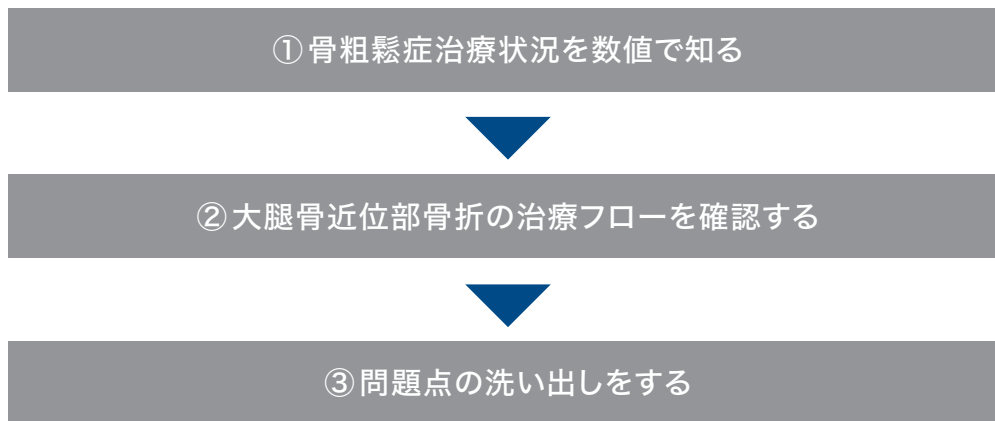 ①骨粗鬆症治療状況を数値で知る
②大腿骨近位部骨折の治療フローを確認する
③問題点の洗い出しをする